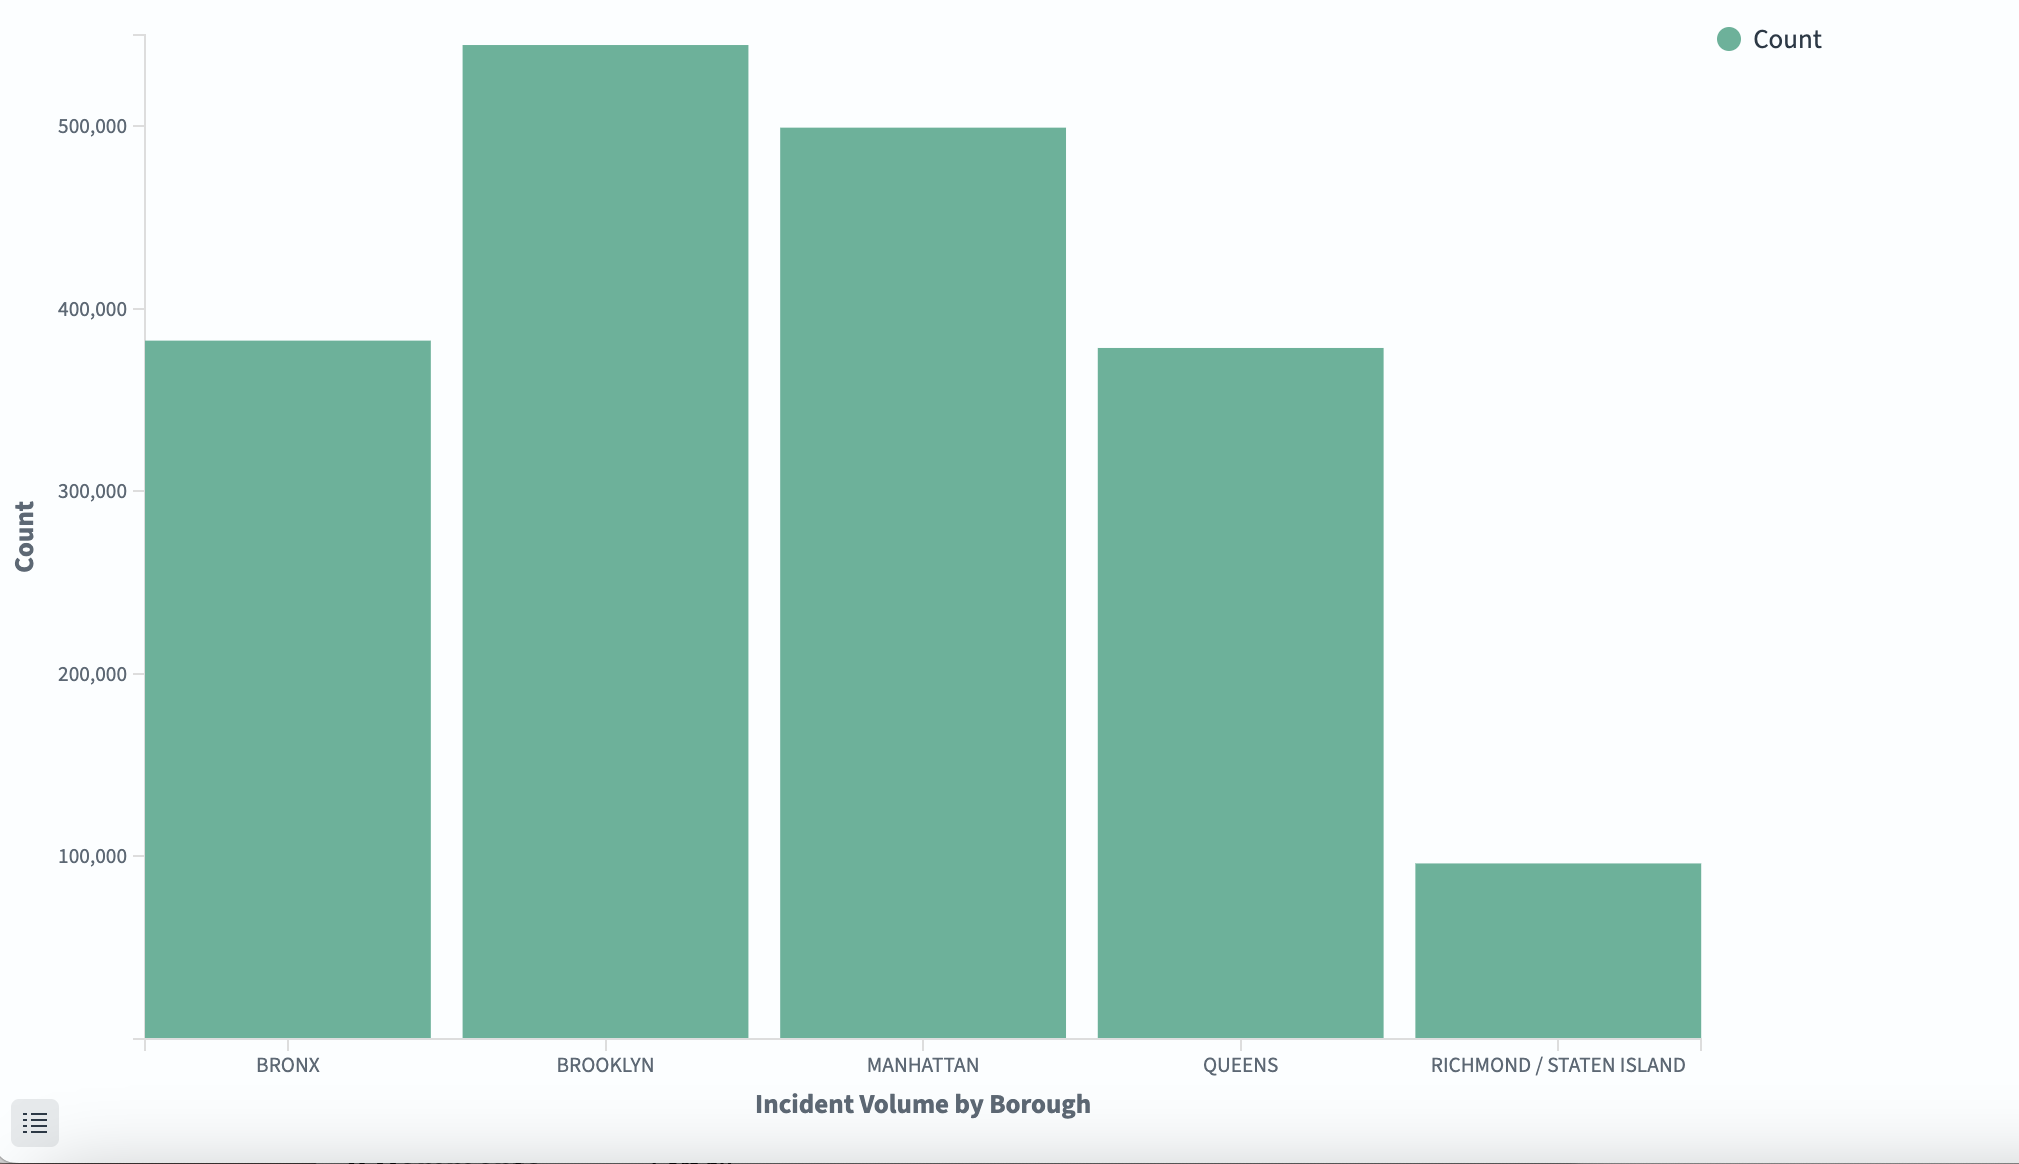 Count
500,000
400,000
300,000
200,000
100,000
Count
BRONX
BROOKLYN
MANHATTAN
QUEENS
RICHMOND / STATEN ISLAND
Incident Volume by Borough